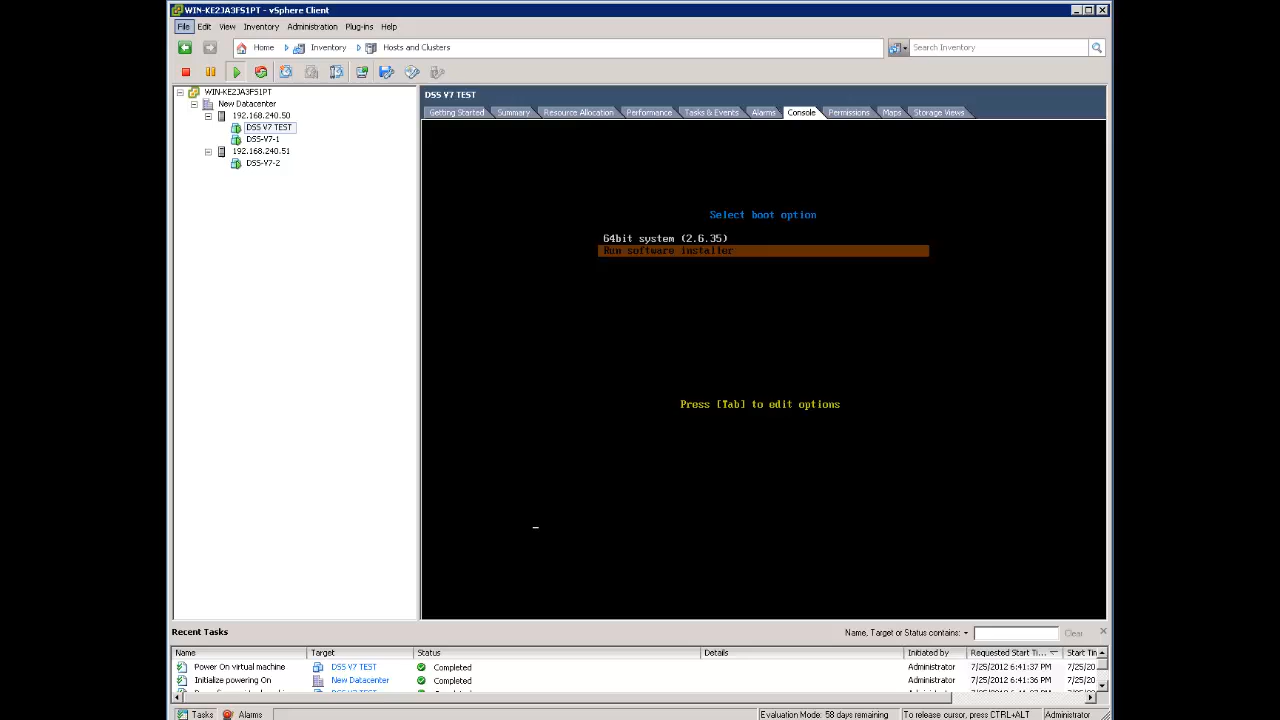 WIN-KE2JA3FS1PT - vSphere Client
File Edit View Inventory Administration Plug-ins Help
Home Inventory Hosts and Clusters Search Inventory
WIN-KE2JA3FS1PT
New Datacenter
192.168.240.50
DSS V7 TEST
DSS-V7-1
192.168.240.51
DSS-V7-2
DSS V7 TEST
Getting Started Summary Resource Allocation Performance Tasks & Events Alarms Console Permissions Maps Storage Views
Select boot option
64bit system (2.6.35)
Run software installer
Press [Tab] to edit options
Recent Tasks
Name, Target or Status contains: Clear
Name Target Status Details Initiated by Requested Start Ti... Start Tin
Power On virtual machine DSS V7 TEST Completed Administrator 7/25/2012 6:41:37 PM 7/25/20
Initialize powering On New Datacenter Completed Administrator 7/25/2012 6:41:36 PM 7/25/20
Tasks Alarms Evaluation Mode: 58 days remaining To release cursor, press CTRL+ALT Administrator